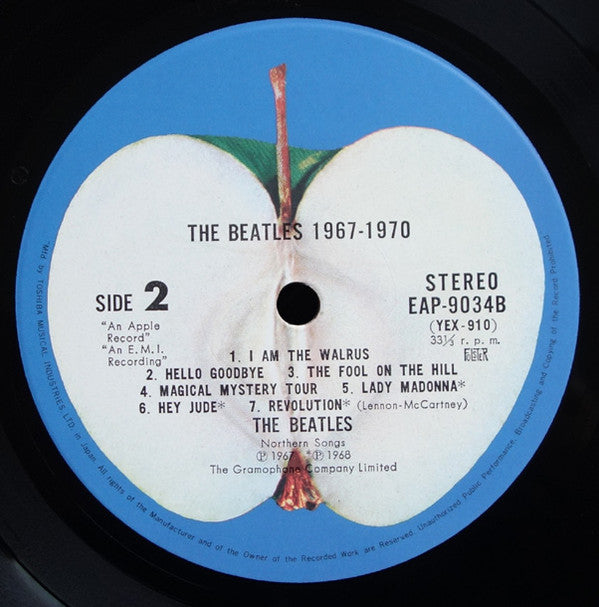 THE BEATLES 1967-1970
SIDE 2
STEREO
EAP-9034B
(YEX-910)
33⅓ r. p. m.
"An Apple
Record"
"An E.M.I.
Recording"
1. I AM THE WALRUS
2. HELLO GOODBYE 3. THE FOOL ON THE HILL
4. MAGICAL MYSTERY TOUR 5. LADY MADONNA*
6. HEY JUDE* 7. REVOLUTION* (Lennon-McCartney)
THE BEATLES
Northern Songs
Ⓟ 1967 *Ⓟ 1968
The Gramophone Company Limited
Mfd by TOSHIBA MUSICAL INDUSTRIES LTD. in Japan All rights of the Manufacturer and of the Owner of the Recorded Work are Reserved. Unauthorized Public Performance, Broadcasting and Copying of the Record Prohibited